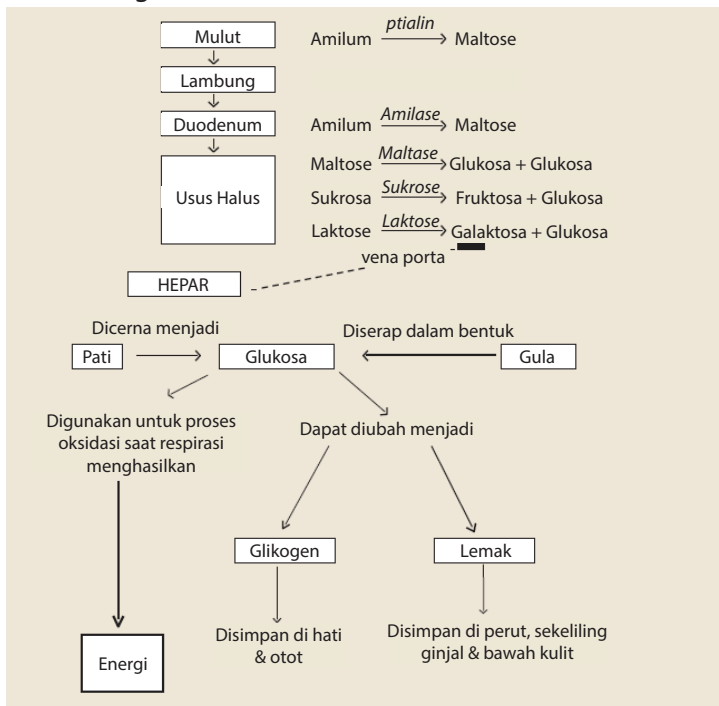 Mulut
Amilum ptialin Maltose
Lambung
Duodenum
Amilum Amilase Maltose
Usus Halus
Maltose Maltase Glukosa + Glukosa
Sukrosa Sukrose Fruktosa + Glukosa
Laktose Laktose Galaktosa + Glukosa
vena porta
HEPAR
Dicerna menjadi
Diserap dalam bentuk
Pati
Glukosa
Gula
Digunakan untuk proses
oksidasi saat respirasi
menghasilkan
Dapat diubah menjadi
Glikogen
Lemak
Disimpan di hati
& otot
Disimpan di perut, sekeliling
ginjal & bawah kulit
Energi